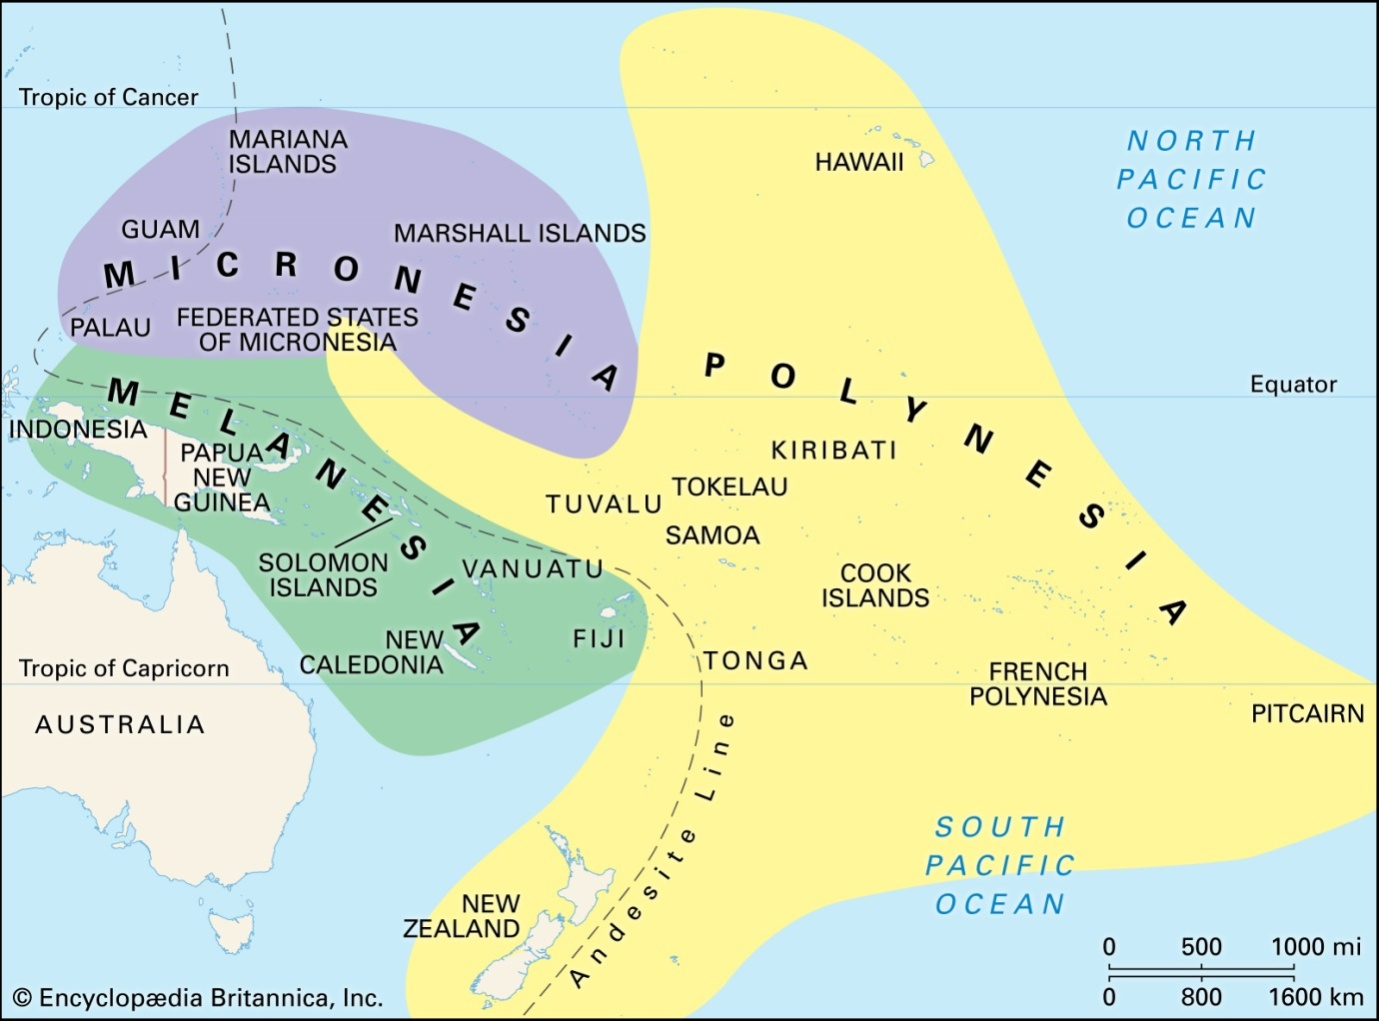 Tropic of Cancer
MARIANA
ISLANDS
HAWAII
NORTH
PACIFIC
OCEAN
GUAM
MARSHALL ISLANDS
MICRONESIA
PALAU
FEDERATED STATES
OF MICRONESIA
POLYNESIA
Equator
MELANESIA
INDONESIA
PAPUA
NEW
GUINEA
KIRIBATI
TOKELAU
TUVALU
SAMOA
SOLOMON
ISLANDS
VANUATU
COOK
ISLANDS
NEW
CALEDONIA
FIJI
Tropic of Capricorn
TONGA
FRENCH
POLYNESIA
PITCAIRN
AUSTRALIA
Andesite Line
SOUTH
PACIFIC
OCEAN
NEW
ZEALAND
0 500 1000 mi
0 800 1600 km
© Encyclopædia Britannica, Inc.